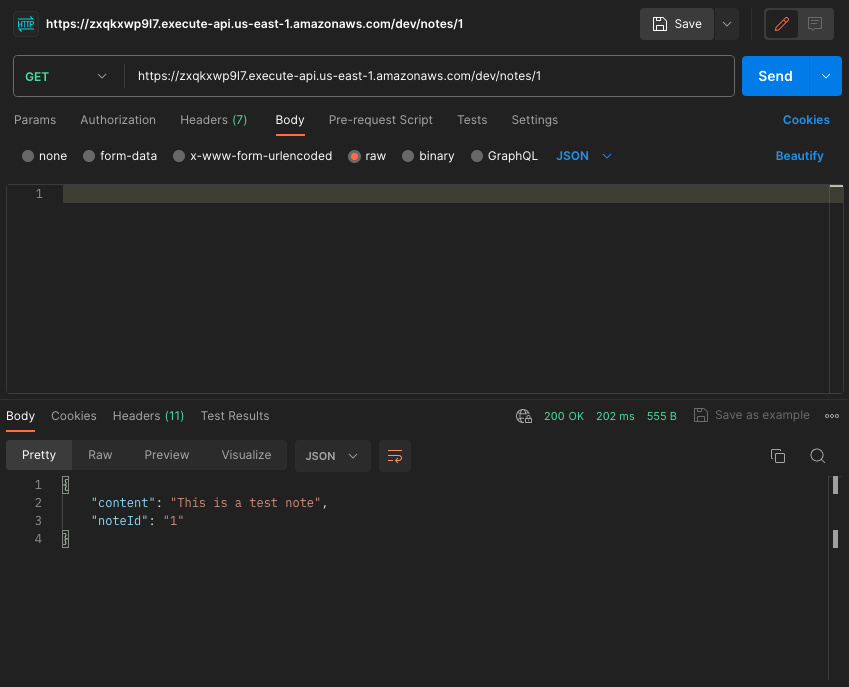 HTTP https://zxqkxwp9l7.execute-api.us-east-1.amazonaws.com/dev/notes/1 Save
GET https://zxqkxwp9l7.execute-api.us-east-1.amazonaws.com/dev/notes/1 Send
Params Authorization Headers (7) Body Pre-request Script Tests Settings Cookies
none form-data x-www-form-urlencoded raw binary GraphQL JSON Beautify
1
Body Cookies Headers (11) Test Results 200 OK 202 ms 555 B Save as example
Pretty Raw Preview Visualize JSON
1 {
2 "content": "This is a test note",
3 "noteId": "1"
4 }